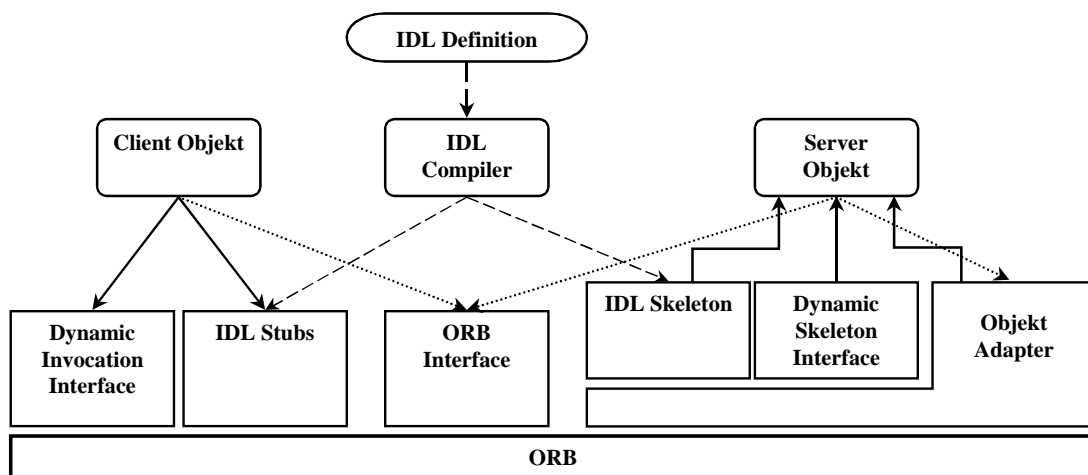 IDL Definition
Client Objekt
IDL
Compiler
Server
Objekt
Dynamic
Invocation
Interface
IDL Stubs
ORB
Interface
IDL Skeleton
Dynamic
Skeleton
Interface
Objekt
Adapter
ORB